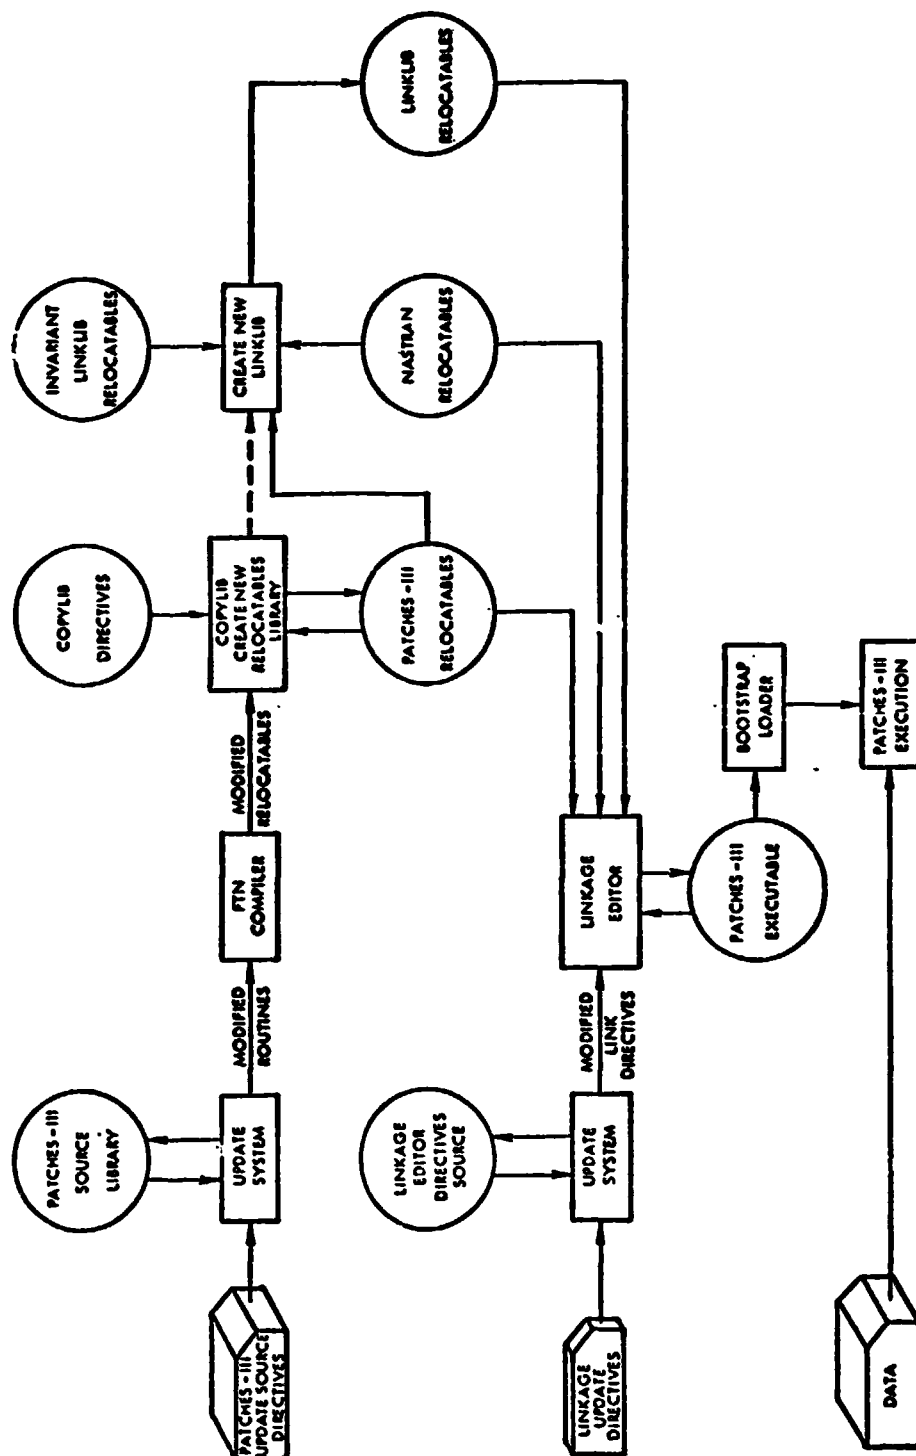 PATCHES-III
SOURCE
LIBRARY
COPYLIB
DIRECTIVES
INVARIANT
LINKLIB
RELOCATABLES
PATCHES-III
UPDATE SOURCE
DIRECTIVES
UPDATE
SYSTEM
MODIFIED
ROUTINES
FTN
COMPILER
MODIFIED
RELOCATABLES
COPYLIB
CREATE NEW
RELOCATABLES
LIBRARY
CREATE NEW
LINKLIB
LINKAGE
EDITOR
DIRECTIVES
SOURCE
PATCHES-III
RELOCATABLES
NASTRAN
RELOCATABLES
LINKLIB
RELOCATABLES
LINKAGE
UPDATE
DIRECTIVES
UPDATE
SYSTEM
MODIFIED
LINK
DIRECTIVES
LINKAGE
EDITOR
PATCHES-III
EXECUTABLE
BOOTSTRAP
LOADER
DATA
PATCHES-III
EXECUTION